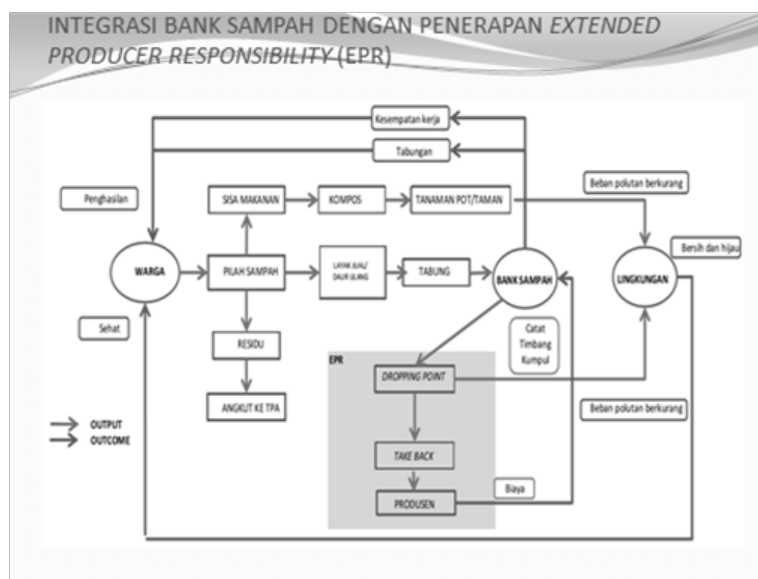 INTEGRASI BANK SAMPAH DENGAN PENERAPAN EXTENDED
PRODUCER RESPONSIBILITY (EPR)
Kesempatan kerja
Tabungan
Penghasilan
SISA MAKANAN
KOMPOS
TANAMAN POT/TAMAN
Beban polutan berkurang
Bersih dan hijau
WARGA
PILAH SAMPAH
LAYAK JUAL/
DAUR ULANG
TABUNG
BANK SAMPAH
LINGKUNGAN
Sehat
RESIDU
Catat
Timbang
Kumpul
EPR
DROPPING POINT
ANGKUT KE TPA
Beban polutan berkurang
OUTPUT
OUTCOME
TAKE BACK
PRODUSEN
Biaya